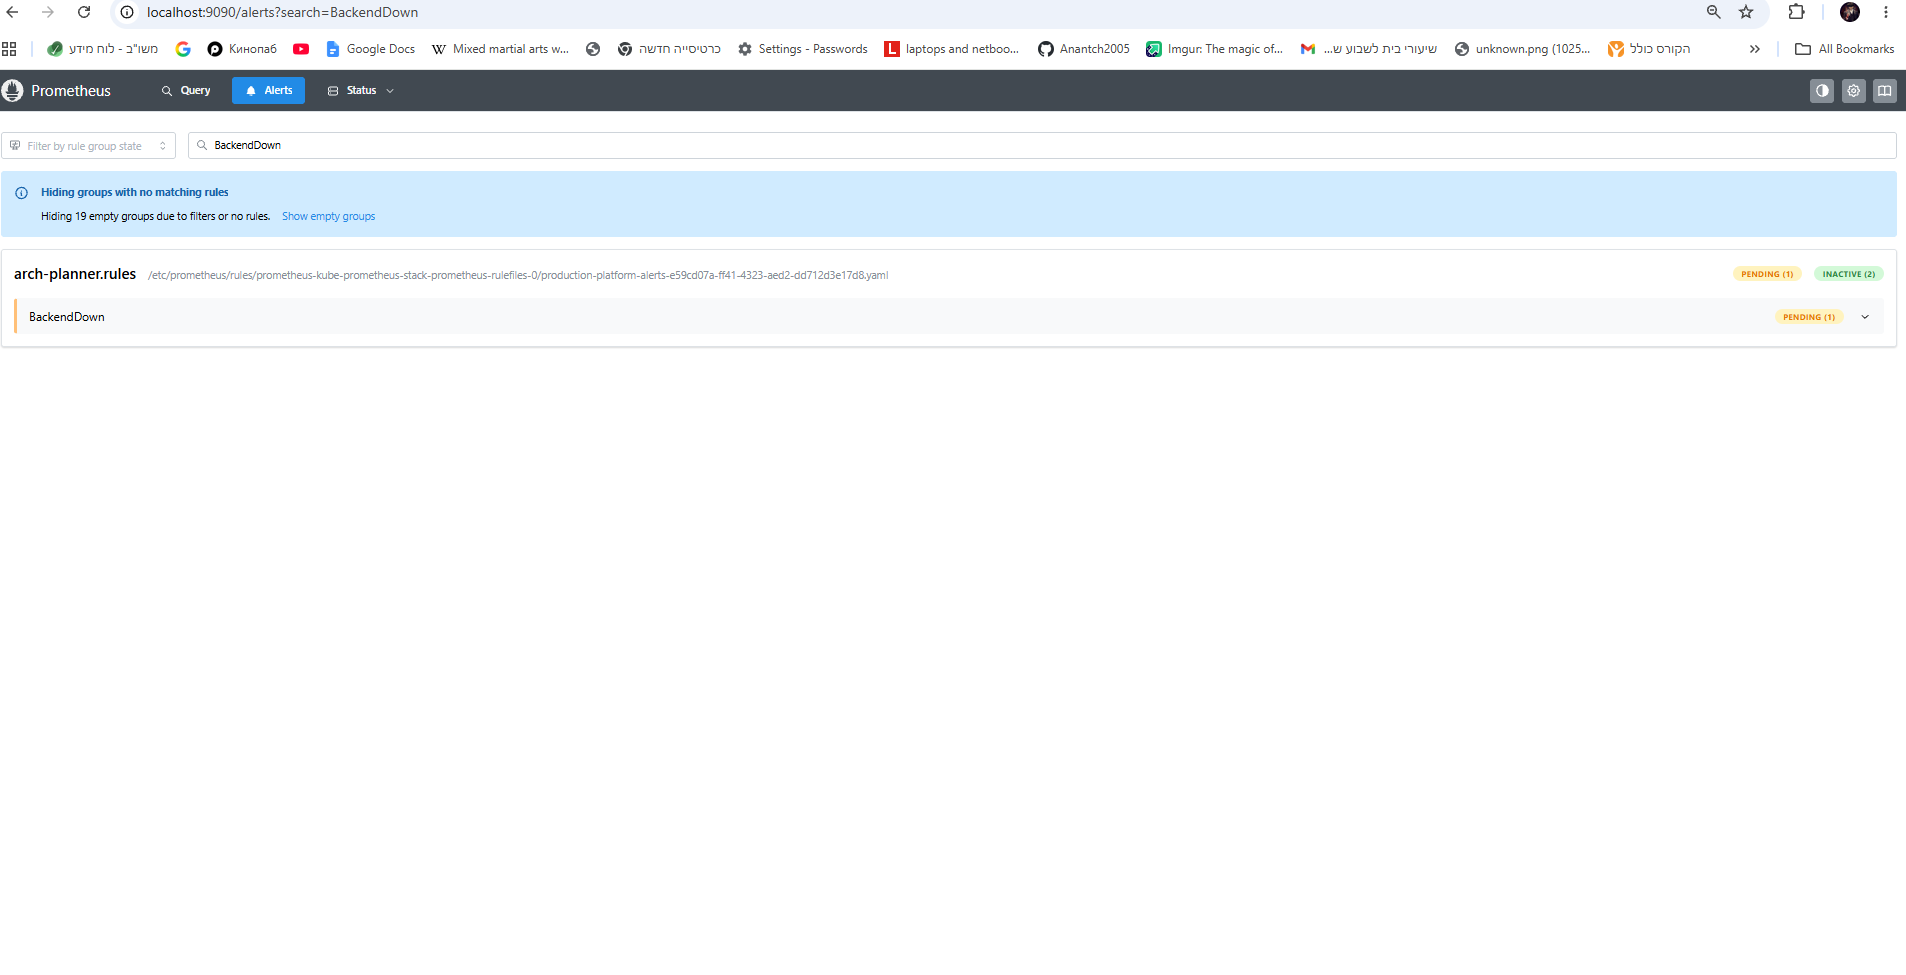 localhost:9090/alerts?search=BackendDown
משו"ב - לוח מידע Кинопаб Google Docs Mixed martial arts w... כרטיסייה חדשה Settings - Passwords laptops and netboo... Anantch2005 Imgur: The magic of... שיעורי בית לשבוע ש... unknown.png (1025... הקורס כולל All Bookmarks
Prometheus Query Alerts Status
Filter by rule group state BackendDown
Hiding groups with no matching rules
Hiding 19 empty groups due to filters or no rules. Show empty groups
arch-planner.rules /etc/prometheus/rules/prometheus-kube-prometheus-stack-prometheus-rulefiles-0/production-platform-alerts-e59cd07a-ff41-4323-aed2-dd712d3e17d8.yaml PENDING (1) INACTIVE (2)
BackendDown PENDING (1)